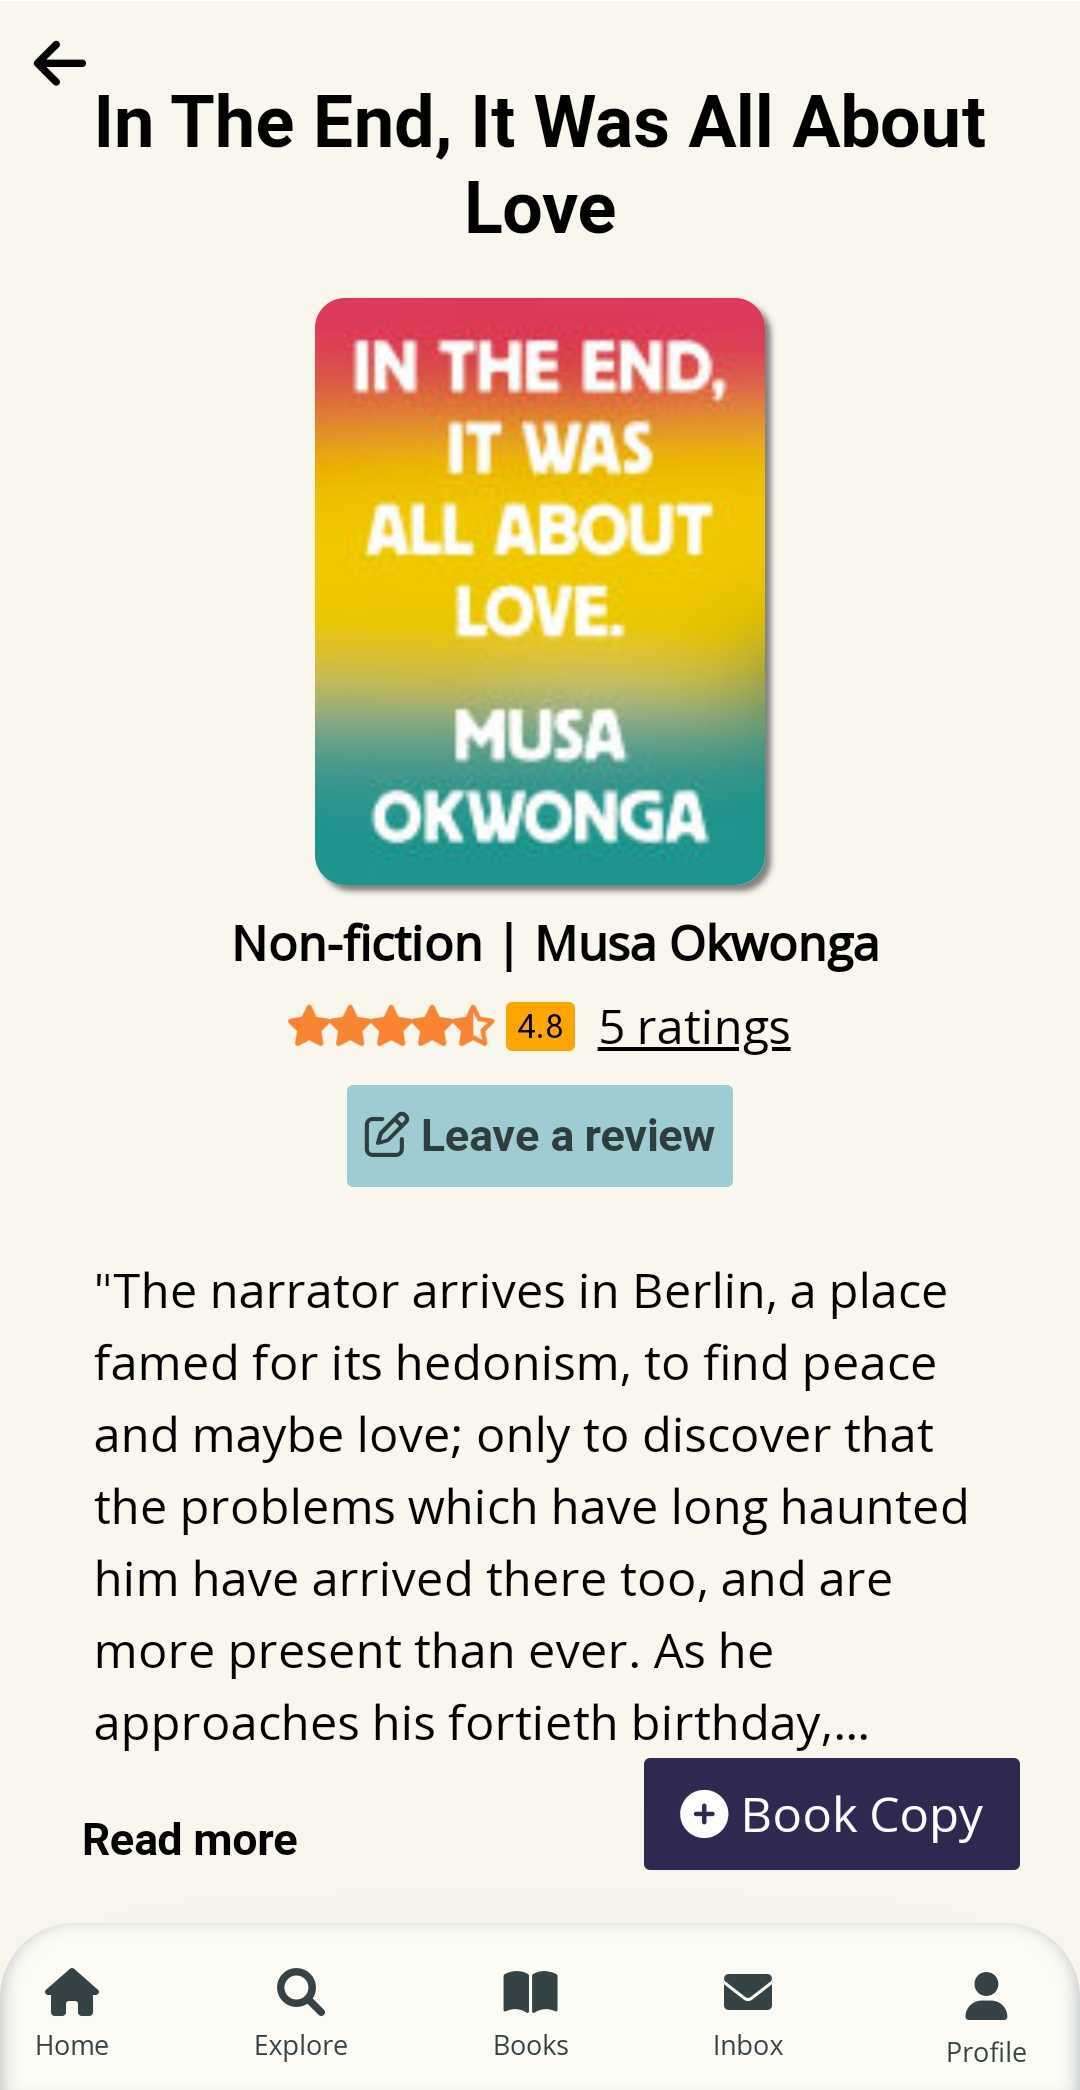 In The End, It Was All About
Love
IN THE END,
IT WAS
ALL ABOUT
LOVE.
MUSA
OKWONGA
Non-fiction | Musa Okwonga
4.8 5 ratings
Leave a review
"The narrator arrives in Berlin, a place
famed for its hedonism, to find peace
and maybe love; only to discover that
the problems which have long haunted
him have arrived there too, and are
more present than ever. As he
approaches his fortieth birthday,...
Book Copy
Read more
Home Explore Books Inbox Profile